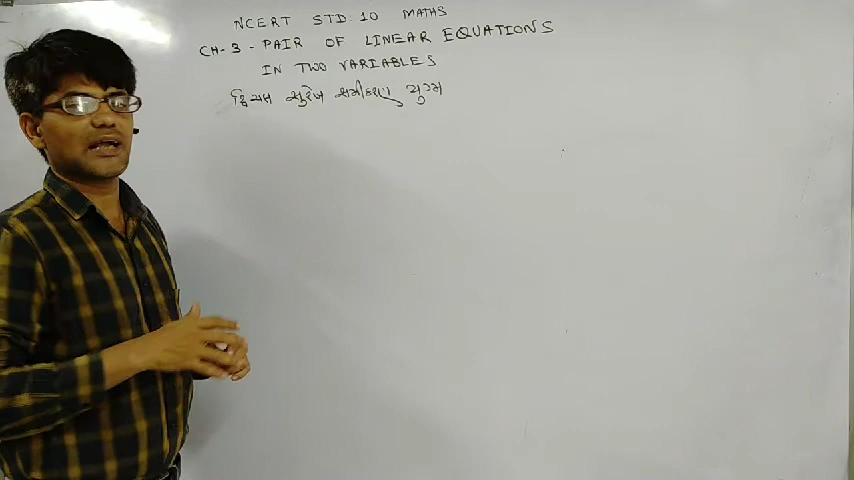 NCERT STD 10 MATHS
CH-3 - PAIR OF LINEAR EQUATIONS
IN TWO VARIABLES
દ્વિચલ સુરેખ સમીકરણ યુગ્મ